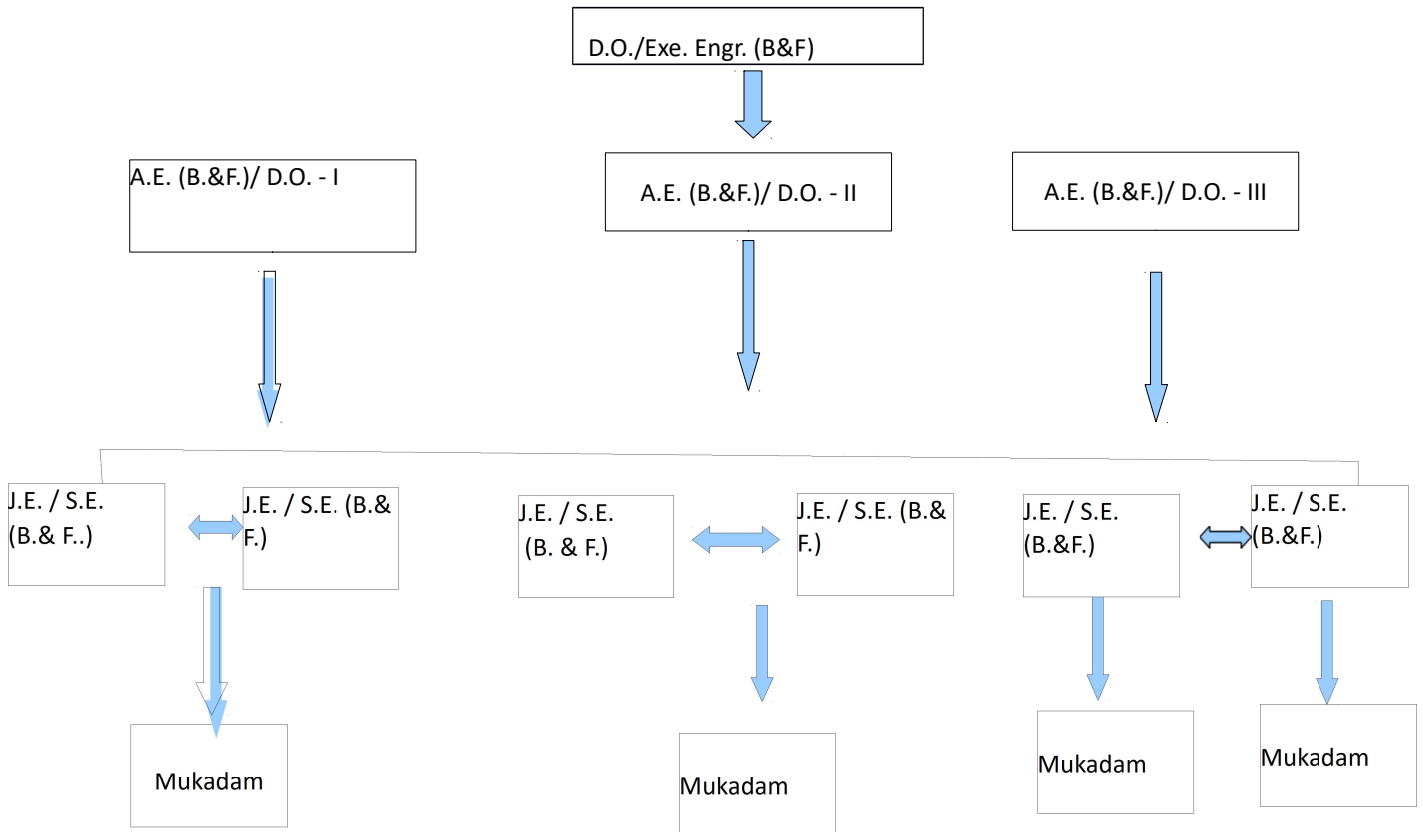 D.O./Exe. Engr. (B&F)
A.E. (B.&F.)/ D.O. - I
A.E. (B.&F.)/ D.O. - II
A.E. (B.&F.)/ D.O. - III
J.E. / S.E.
(B.& F..)
J.E. / S.E. (B.&
F.)
J.E. / S.E.
(B. & F.)
J.E. / S.E. (B.&
F.)
J.E. / S.E.
(B.&F.)
J.E. / S.E.
(B.&F.)
Mukadam
Mukadam
Mukadam
Mukadam